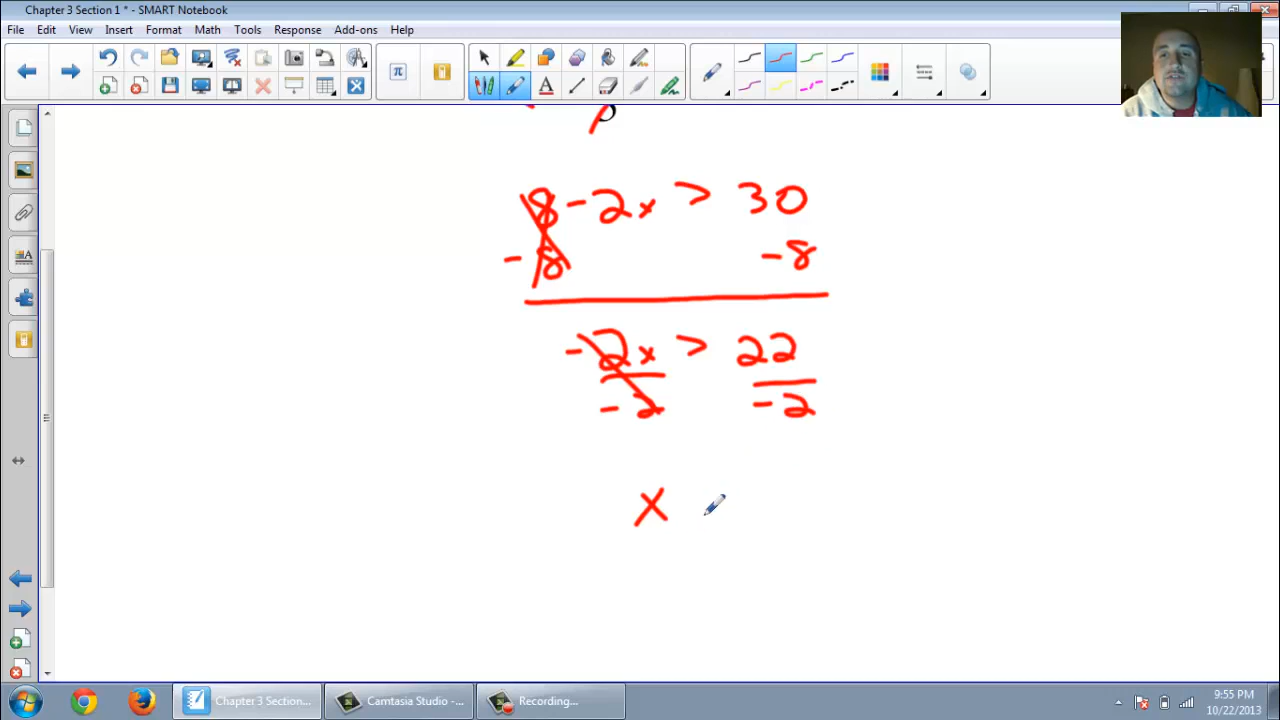 Chapter 3 Section 1 * - SMART Notebook
File Edit View Insert Format Math Tools Response Add-ons Help
8 - 2x > 30
- 8 - 8
- 2x > 22
- 2 - 2
x
Chapter 3 Section... Camtasia Studio - ... Recording...
9:55 PM
10/22/2013